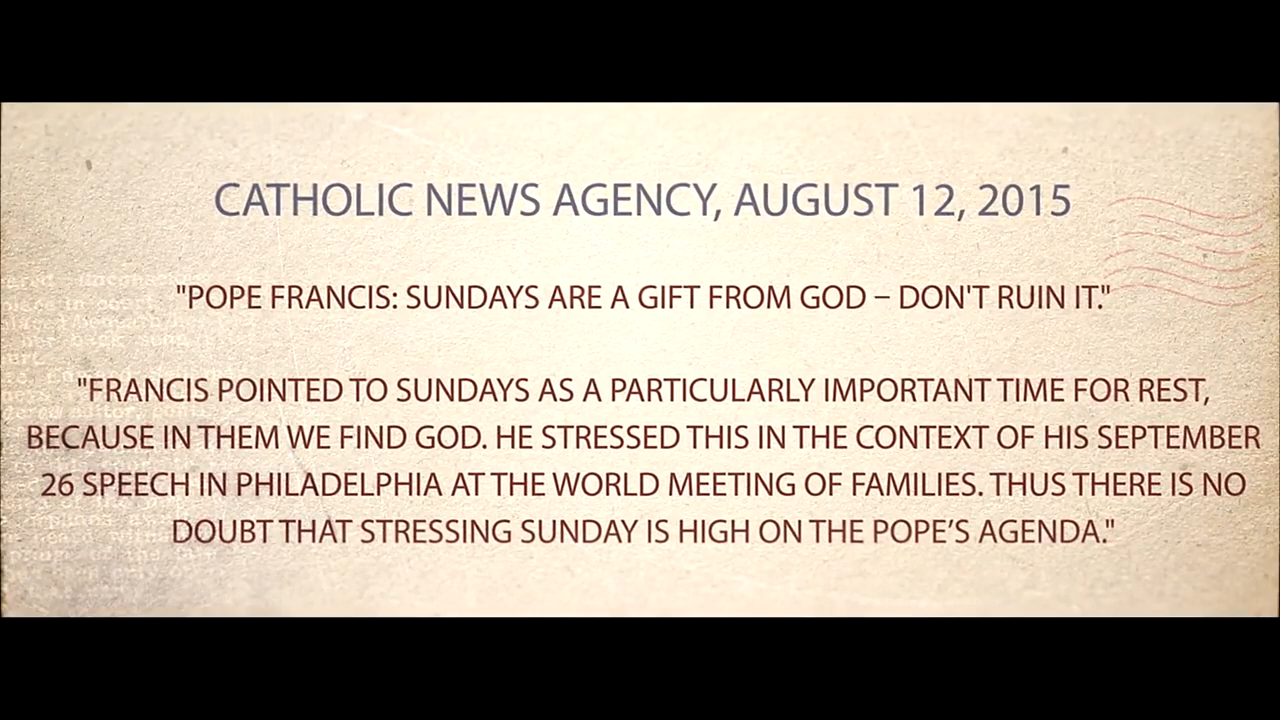 CATHOLIC NEWS AGENCY, AUGUST 12, 2015
"POPE FRANCIS: SUNDAYS ARE A GIFT FROM GOD – DON'T RUIN IT."
"FRANCIS POINTED TO SUNDAYS AS A PARTICULARLY IMPORTANT TIME FOR REST,
BECAUSE IN THEM WE FIND GOD. HE STRESSED THIS IN THE CONTEXT OF HIS SEPTEMBER
26 SPEECH IN PHILADELPHIA AT THE WORLD MEETING OF FAMILIES. THUS THERE IS NO
DOUBT THAT STRESSING SUNDAY IS HIGH ON THE POPE’S AGENDA."